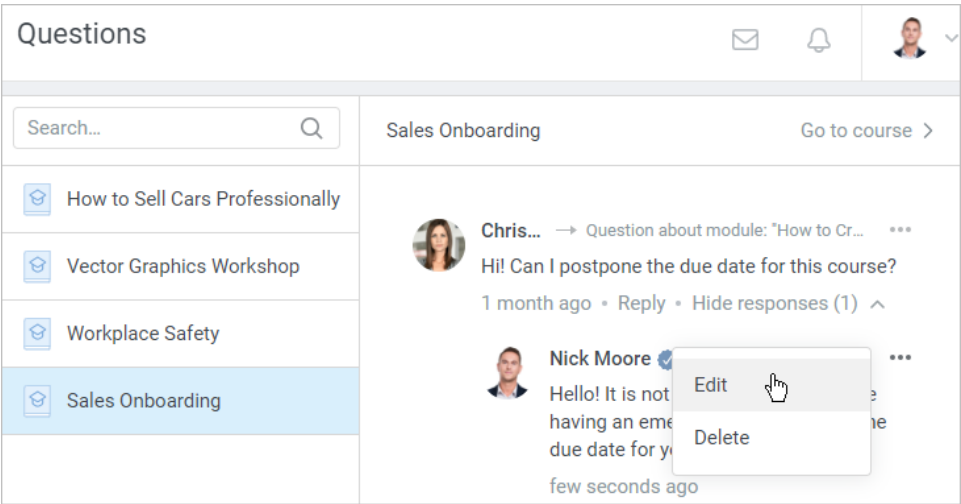 Questions
Search...
Sales Onboarding
Go to course
How to Sell Cars Professionally
Vector Graphics Workshop
Workplace Safety
Sales Onboarding
Chris... → Question about module: "How to Cr... •••
Hi! Can I postpone the due date for this course?
1 month ago • Reply • Hide responses (1)
Nick Moore •••
Hello! It is not
having an
due date for
few seconds ago
Edit
Delete